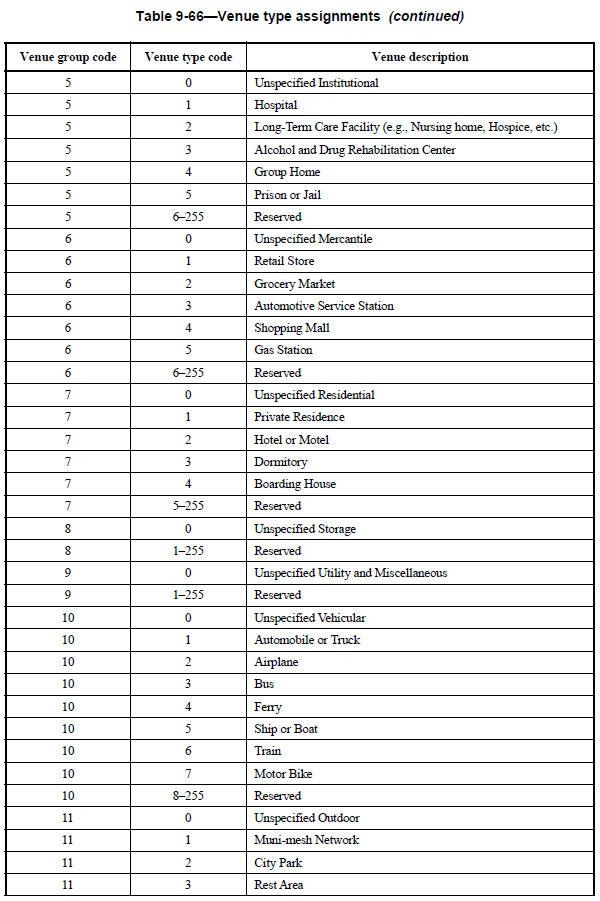 Table 9-66—Venue type assignments (continued)
Venue group code Venue type code Venue description
5 0 Unspecified Institutional
5 1 Hospital
5 2 Long-Term Care Facility (e.g., Nursing home, Hospice, etc.)
5 3 Alcohol and Drug Rehabilitation Center
5 4 Group Home
5 5 Prison or Jail
5 6–255 Reserved
6 0 Unspecified Mercantile
6 1 Retail Store
6 2 Grocery Market
6 3 Automotive Service Station
6 4 Shopping Mall
6 5 Gas Station
6 6–255 Reserved
7 0 Unspecified Residential
7 1 Private Residence
7 2 Hotel or Motel
7 3 Dormitory
7 4 Boarding House
7 5–255 Reserved
8 0 Unspecified Storage
8 1–255 Reserved
9 0 Unspecified Utility and Miscellaneous
9 1–255 Reserved
10 0 Unspecified Vehicular
10 1 Automobile or Truck
10 2 Airplane
10 3 Bus
10 4 Ferry
10 5 Ship or Boat
10 6 Train
10 7 Motor Bike
10 8–255 Reserved
11 0 Unspecified Outdoor
11 1 Muni-mesh Network
11 2 City Park
11 3 Rest Area